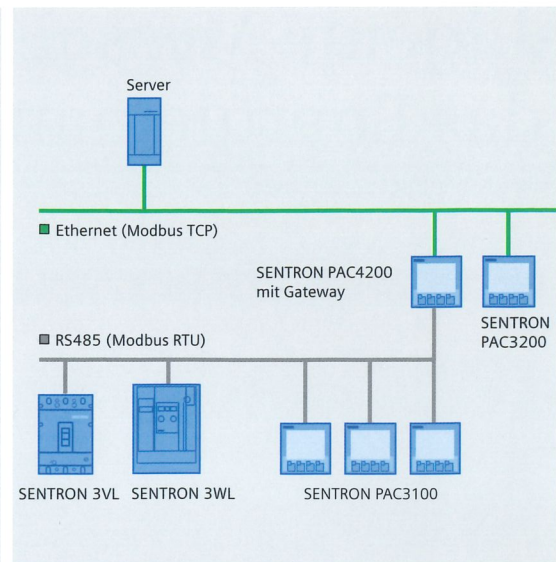 Server
Ethernet (Modbus TCP)
SENTRON PAC4200
mit Gateway
SENTRON
PAC3200
RS485 (Modbus RTU)
SENTRON 3VL
SENTRON 3WL
SENTRON PAC3100